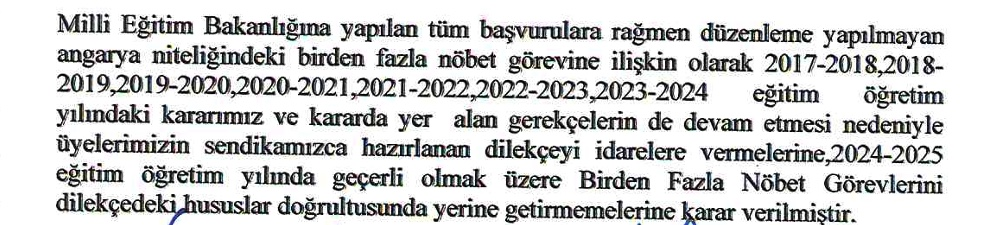 Milli Eğitim Bakanlığına yapılan tüm başvurulara rağmen düzenleme yapılmayan
angarya niteliğindeki birden fazla nöbet görevine ilişkin olarak 2017-2018,2018-
2019,2019-2020,2020-2021,2021-2022,2022-2023,2023-2024 eğitim öğretim
yılındaki kararımız ve kararda yer alan gerekçelerin de devam etmesi nedeniyle
üyelerimizin sendikamızca hazırlanan dilekçeyi idarelere vermelerine,2024-2025
eğitim öğretim yılında geçerli olmak üzere Birden Fazla Nöbet Görevlerini
dilekçedeki hususlar doğrultusunda yerine getirmemelerine karar verilmiştir.